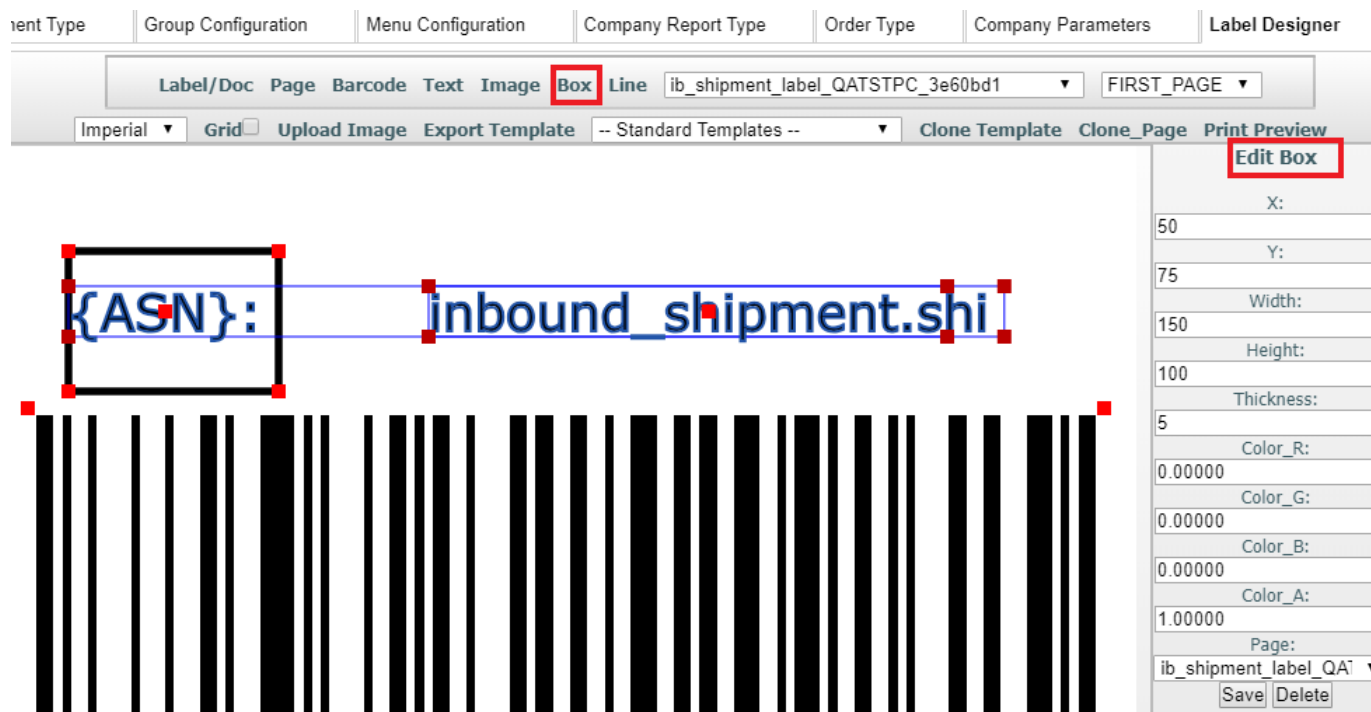 nent Type Group Configuration Menu Configuration Company Report Type Order Type Company Parameters Label Designer
Label/Doc Page Barcode Text Image Box Line ib_shipment_label_QATSTPC_3e60bd1 FIRST_PAGE
Imperial Grid Upload Image Export Template -- Standard Templates -- Clone Template Clone_Page Print Preview
Edit Box
X:
50
Y:
75
Width:
150
Height:
100
Thickness:
5
Color_R:
0.00000
Color_G:
0.00000
Color_B:
0.00000
Color_A:
1.00000
Page:
ib_shipment_label_QAT
Save Delete
{ASN}: inbound_shipment.shi